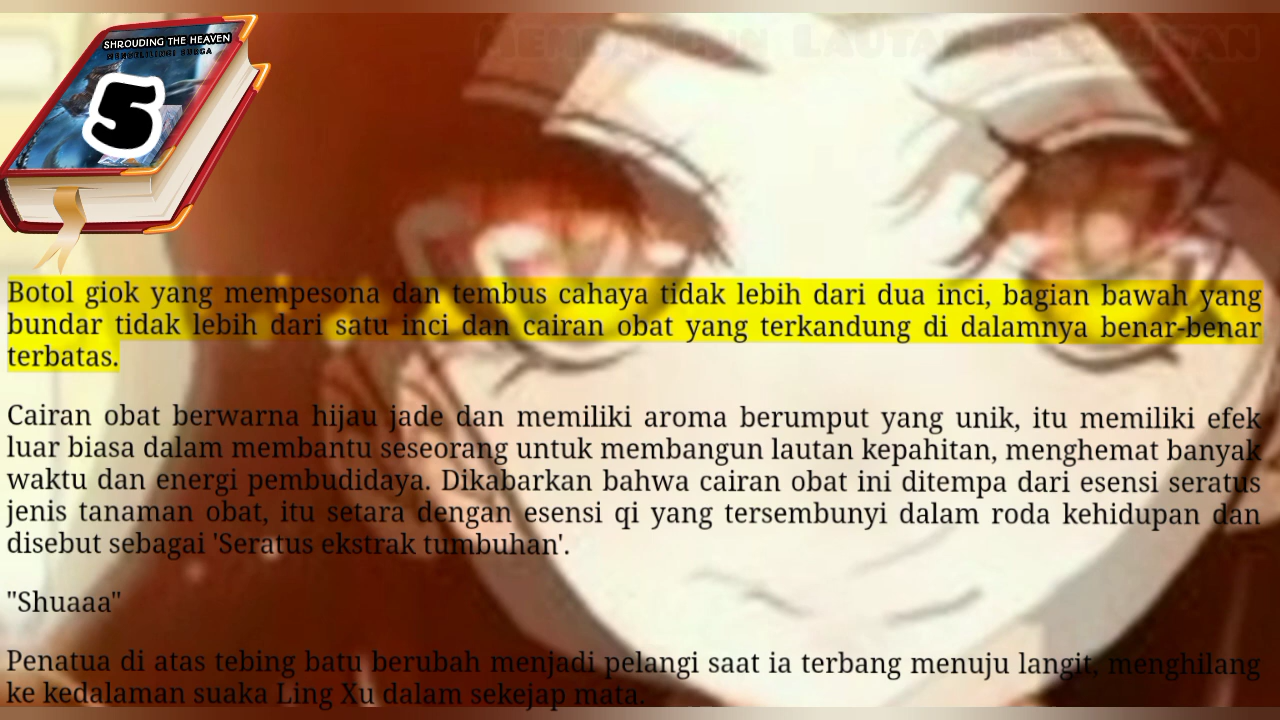 SHROUDING THE HEAVEN
5
Botol giok yang mempesona dan tembus cahaya tidak lebih dari dua inci, bagian bawah yang
bundar tidak lebih dari satu inci dan cairan obat yang terkandung di dalamnya benar-benar
terbatas.
Cairan obat berwarna hijau jade dan memiliki aroma berumput yang unik, itu memiliki efek
luar biasa dalam membantu seseorang untuk membangun lautan kepahitan, menghemat banyak
waktu dan energi pembudidaya. Dikabarkan bahwa cairan obat ini ditempa dari esensi seratus
jenis tanaman obat, itu setara dengan esensi qi yang tersembunyi dalam roda kehidupan dan
disebut sebagai 'Seratus ekstrak tumbuhan'.
"Shuaaa"
Penatua di atas tebing batu berubah menjadi pelangi saat ia terbang menuju langit, menghilang
ke kedalaman suaka Ling Xu dalam sekejap mata.